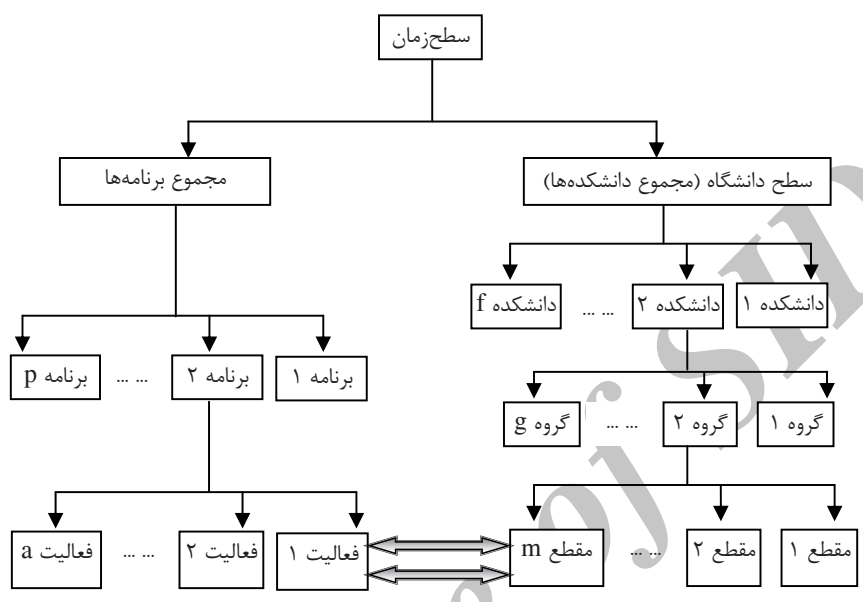 سطح‌زمان
سطح دانشگاه (مجموع دانشکده‌ها)
مجموع برنامه‌ها
دانشکده ۱
دانشکده ۲
... ...
دانشکده f
برنامه ۱
برنامه ۲
... ...
برنامه p
گروه ۱
گروه ۲
... ...
گروه g
مقطع ۱
مقطع ۲
... ...
مقطع m
فعالیت ۱
فعالیت ۲
... ...
فعالیت a